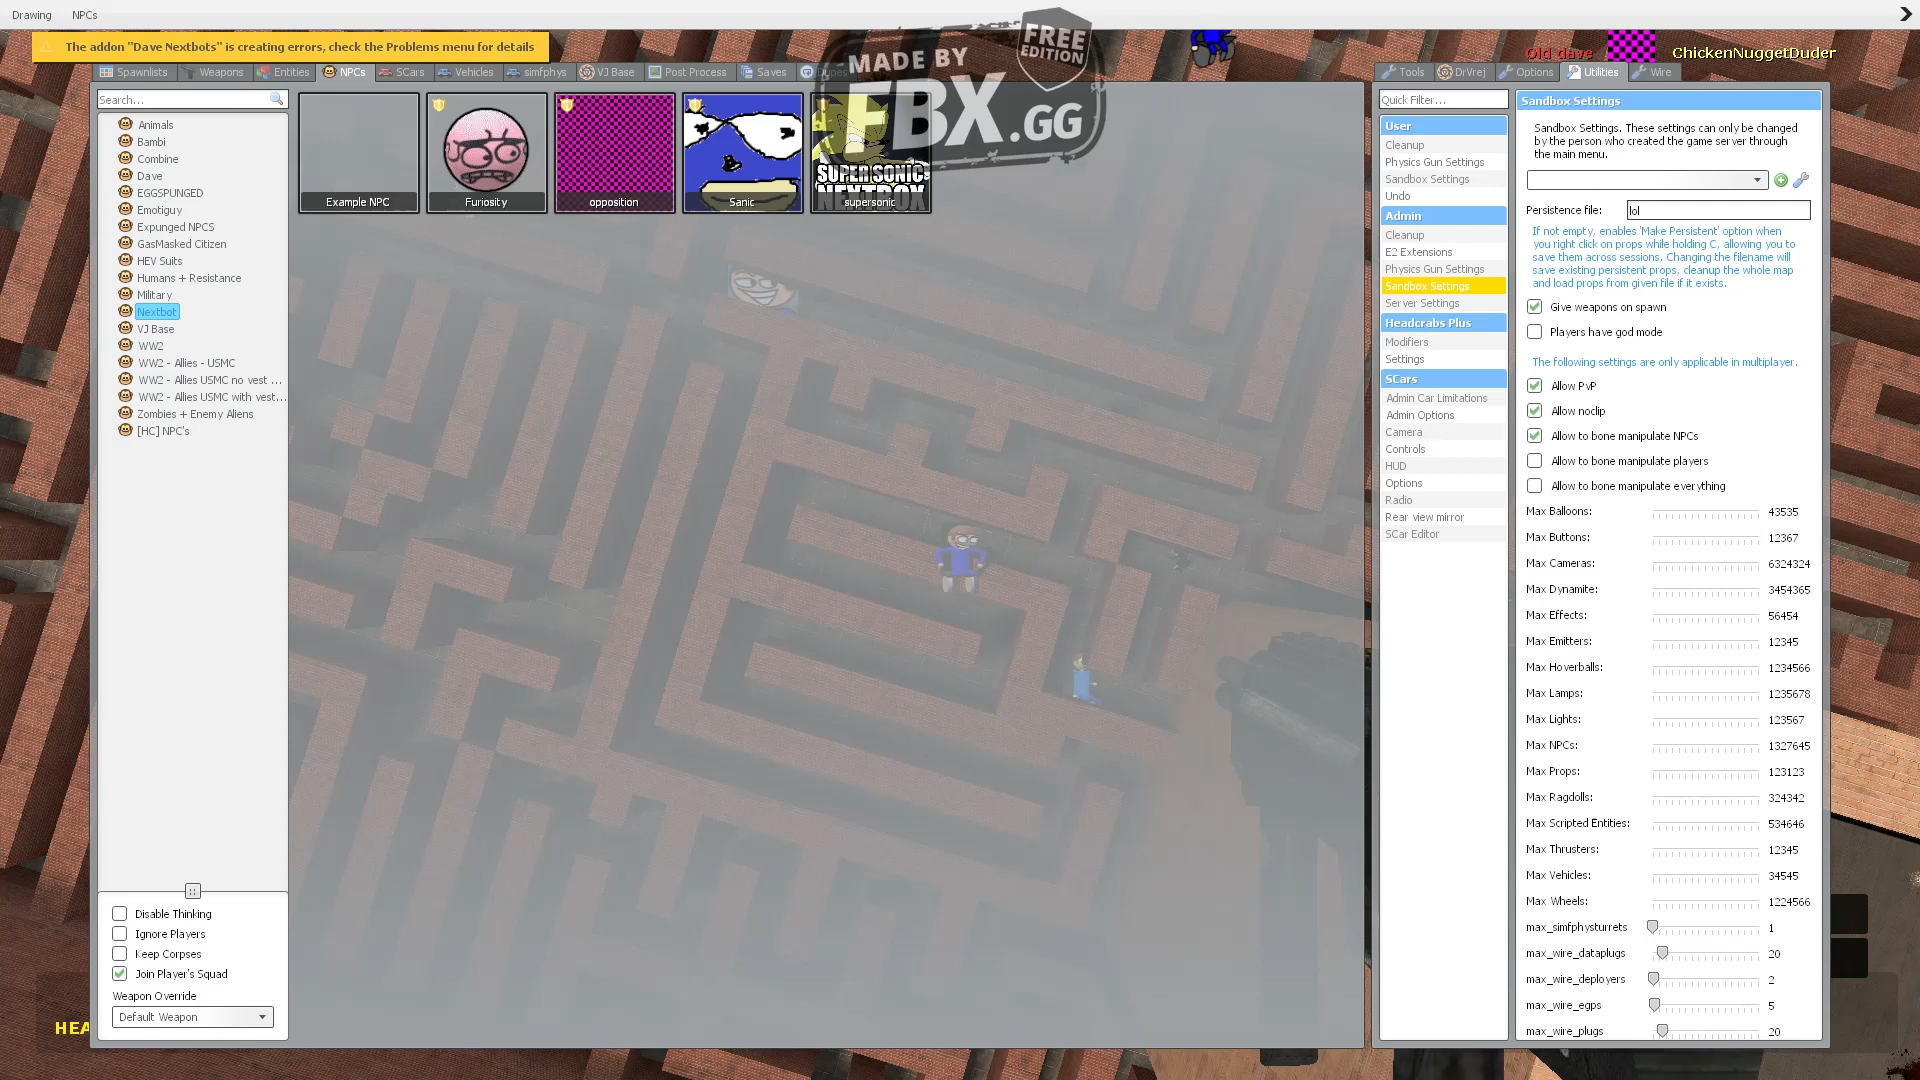 Drawing NPCs
The addon "Dave Nextbots" is creating errors, check the Problems menu for details
MADE BY
FREE
EDITION
FBX.GG
Old dave
ChickenNuggetDuder
Spawnlists Weapons Entities NPCs SCars Vehicles simfphys VJ Base Post Process Saves Dupes
Tools DrVrej Options Utilities Wire
Search...
Animals
Bambi
Combine
Dave
EGGSPUNGED
Emotiguy
Expunged NPCS
GasMasked Citizen
HEV Suits
Humans + Resistance
Military
Nextbot
VJ Base
WW2
WW2 - Allies - USMC
WW2 - Allies USMC no vest ...
WW2 - Allies USMC with vest...
Zombies + Enemy Aliens
[HC] NPC's
Disable Thinking
Ignore Players
Keep Corpses
Join Player's Squad
Weapon Override
Default Weapon
HEA
Example NPC
Furiosity
opposition
Sanic
SUPER SONIC
NEXTBOX
supersonic
Quick Filter...
User
Cleanup
Physics Gun Settings
Sandbox Settings
Undo
Admin
Cleanup
E2 Extensions
Physics Gun Settings
Sandbox Settings
Server Settings
Headcrabs Plus
Modifiers
Settings
SCars
Admin Car Limitations
Admin Options
Camera
Controls
HUD
Options
Radio
Rear view mirror
SCar Editor
Sandbox Settings
Sandbox Settings. These settings can only be changed
by the person who created the game server through
the main menu.
Persistence file: lol
If not empty, enables 'Make Persistent' option when
you right click on props while holding C, allowing you to
save them across sessions. Changing the filename will
save existing persistent props, cleanup the whole map
and load props from given file if it exists.
Give weapons on spawn
Players have god mode
The following settings are only applicable in multiplayer.
Allow PvP
Allow noclip
Allow to bone manipulate NPCs
Allow to bone manipulate players
Allow to bone manipulate everything
Max Balloons: 43535
Max Buttons: 12367
Max Cameras: 6324324
Max Dynamite: 3454365
Max Effects: 56454
Max Emitters: 12345
Max Hoverballs: 1234566
Max Lamps: 1235678
Max Lights: 123567
Max NPCs: 1327645
Max Props: 123123
Max Ragdolls: 324342
Max Scripted Entities: 534646
Max Thrusters: 12345
Max Vehicles: 34545
Max Wheels: 1224566
max_simfphysturrets 1
max_wire_dataplugs 20
max_wire_deployers 2
max_wire_egps 5
max_wire_plugs 20